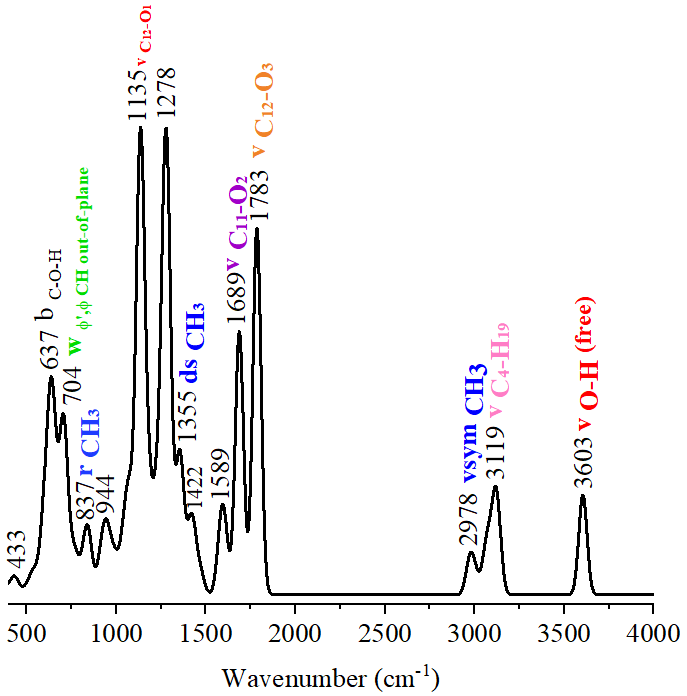 433
637 b C-O-H
704 w ϕ',ϕ CH out-of-plane
837 r CH3
944
1135 ν C12-O1
1278
1355 ds CH3
1422
1589
1689 ν C11-O2
1783 ν C12-O3
2978 νsym CH3
3119 ν C4-H19
3603 ν O-H (free)
500 1000 1500 2000 2500 3000 3500 4000
Wavenumber (cm-1)